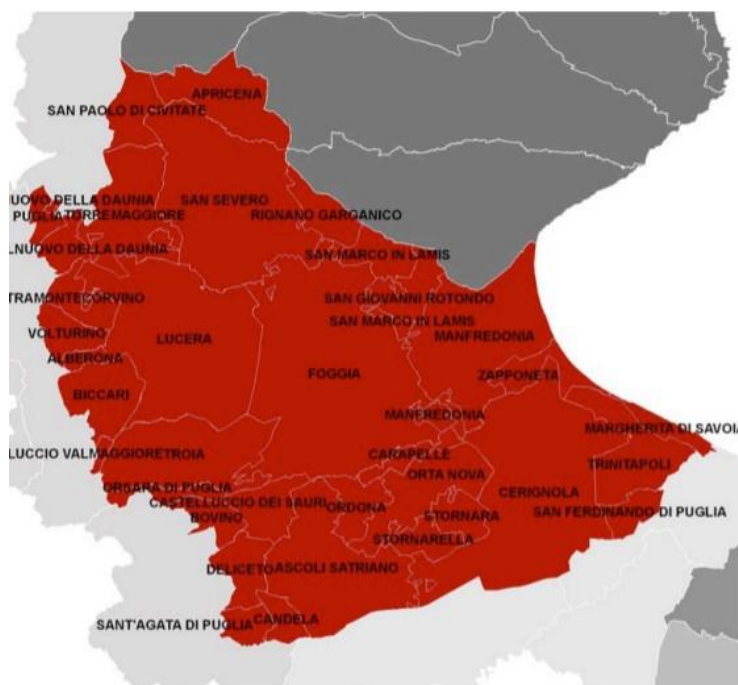 APRICENA
SAN PAOLO DI CIVITATE
NUOVO DELLA DAUNIA
SAN SEVERO
PUGLIA
TORREMAGGIORE
RIGNANO GARGANICO
LNUOVO DELLA DAUNIA
SAN MARCO IN LAMIS
TRAMONTECORVINO
SAN GIOVANNI ROTONDO
VOLTURINO
LUCERA
SAN MARCO IN LAMIS
MANFREDONIA
ALBERONA
FOGGIA
ZAPPONETA
BICCARI
MANFREDONIA
MARGHERITA DI SAVOIA
LUCCIO VALMAGGIORE
TROIA
CARAPELLE
TRINITAPOLI
ORTA NOVA
ORSARA DI PUGLIA
CERIGNOLA
CASTELLUCCIO DEI SAURI
ORDONA
BOVINO
STORNARA
SAN FERDINANDO DI PUGLIA
STORNARELLA
DELICETO
ASCOLI SATRIANO
SANT'AGATA DI PUGLIA
CANDELA